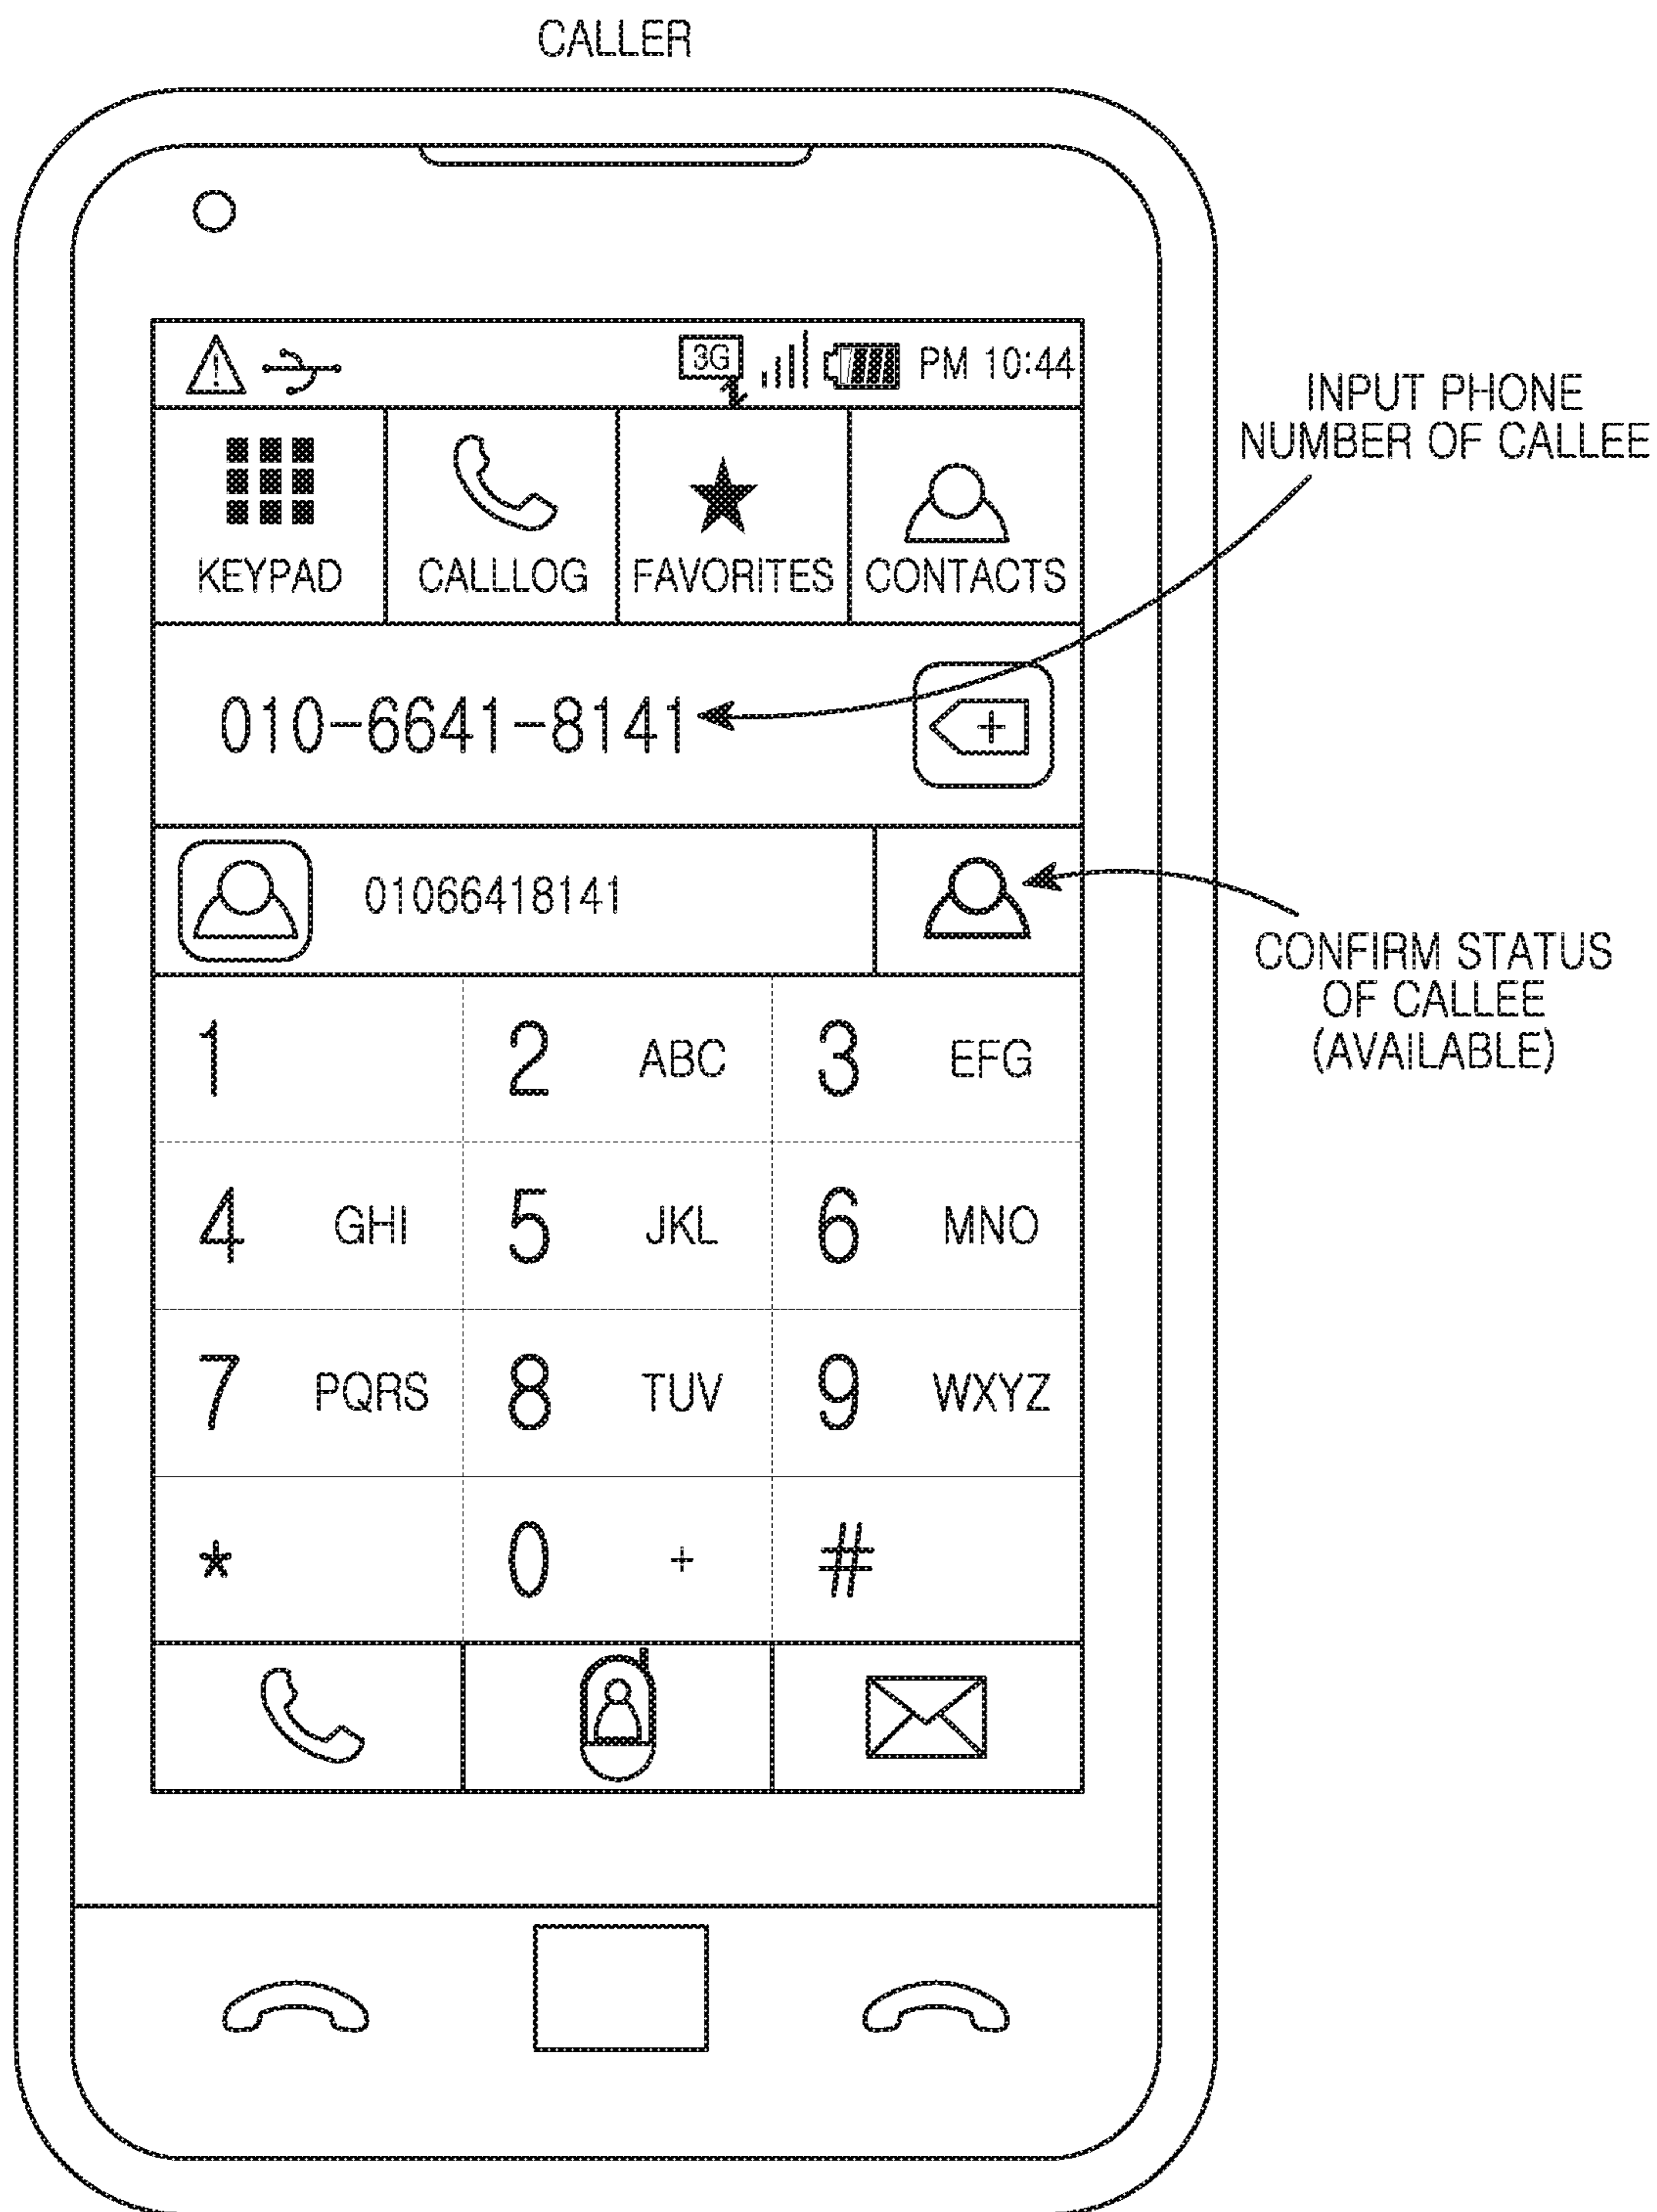 CALLER
3G PM 10:44
KEYPAD CALLLOG FAVORITES CONTACTS
INPUT PHONE
NUMBER OF CALLEE
010-6641-8141
01066418141
CONFIRM STATUS
OF CALLEE
(AVAILABLE)
1 2 ABC 3 EFG
4 GHI 5 JKL 6 MNO
7 PQRS 8 TUV 9 WXYZ
* 0 + #